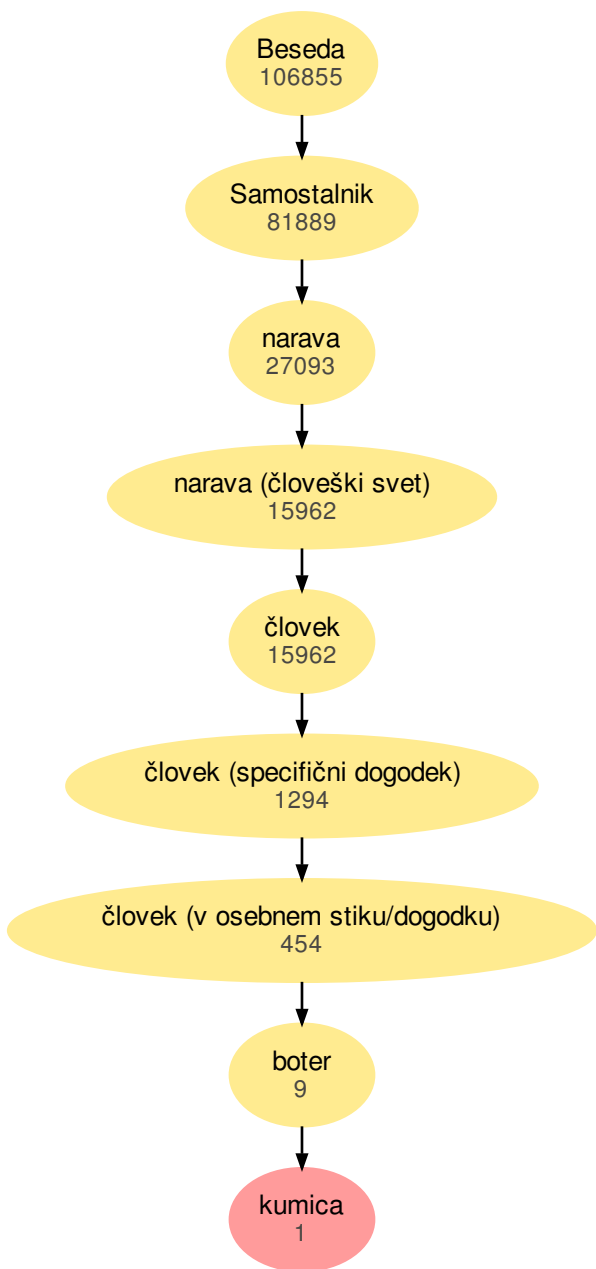 Beseda
106855
Samostalnik
81889
narava
27093
narava (človeški svet)
15962
človek
15962
človek (specifični dogodek)
1294
človek (v osebnem stiku/dogodku)
454
boter
9
kumica
1